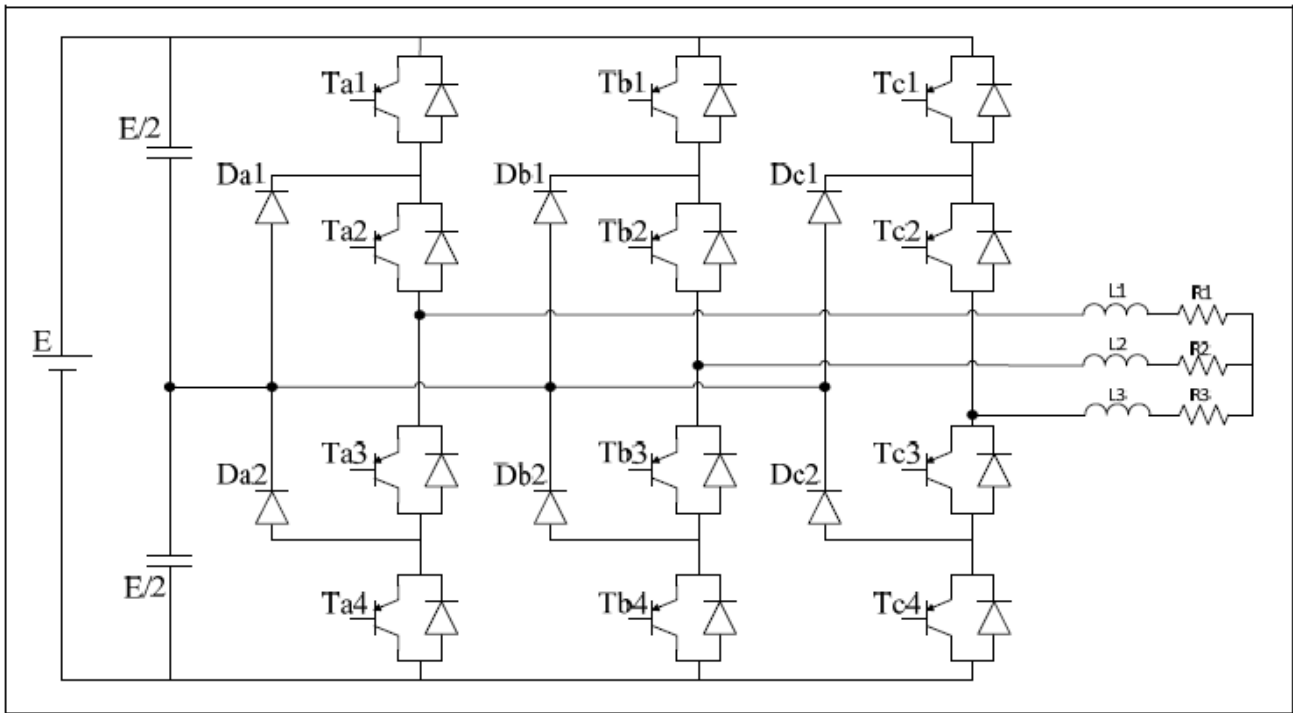 Ta1
Tb1
Tc1
E/2
Da1
Db1
Dc1
Ta2
Tb2
Tc2
L1
R1
E
L2
R2
L3
R3
Ta3
Tb3
Tc3
Da2
Db2
Dc2
E/2
Ta4
Tb4
Tc4